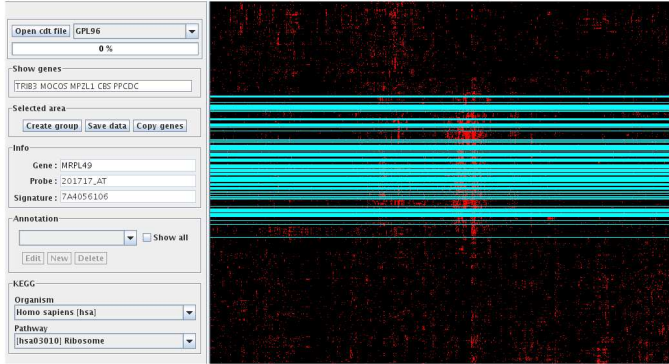 Open cdt file GPL96
0 %
Show genes
TRIB3 MOCOS MPZL1 CBS PPCDC
Selected area
Create group Save data Copy genes
Info
Gene : MRPL49
Probe : 201717_AT
Signature : 7A4056106
Annotation
Show all
Edit New Delete
KEGG
Organism
Homo sapiens [hsa]
Pathway
[hsa03010] Ribosome